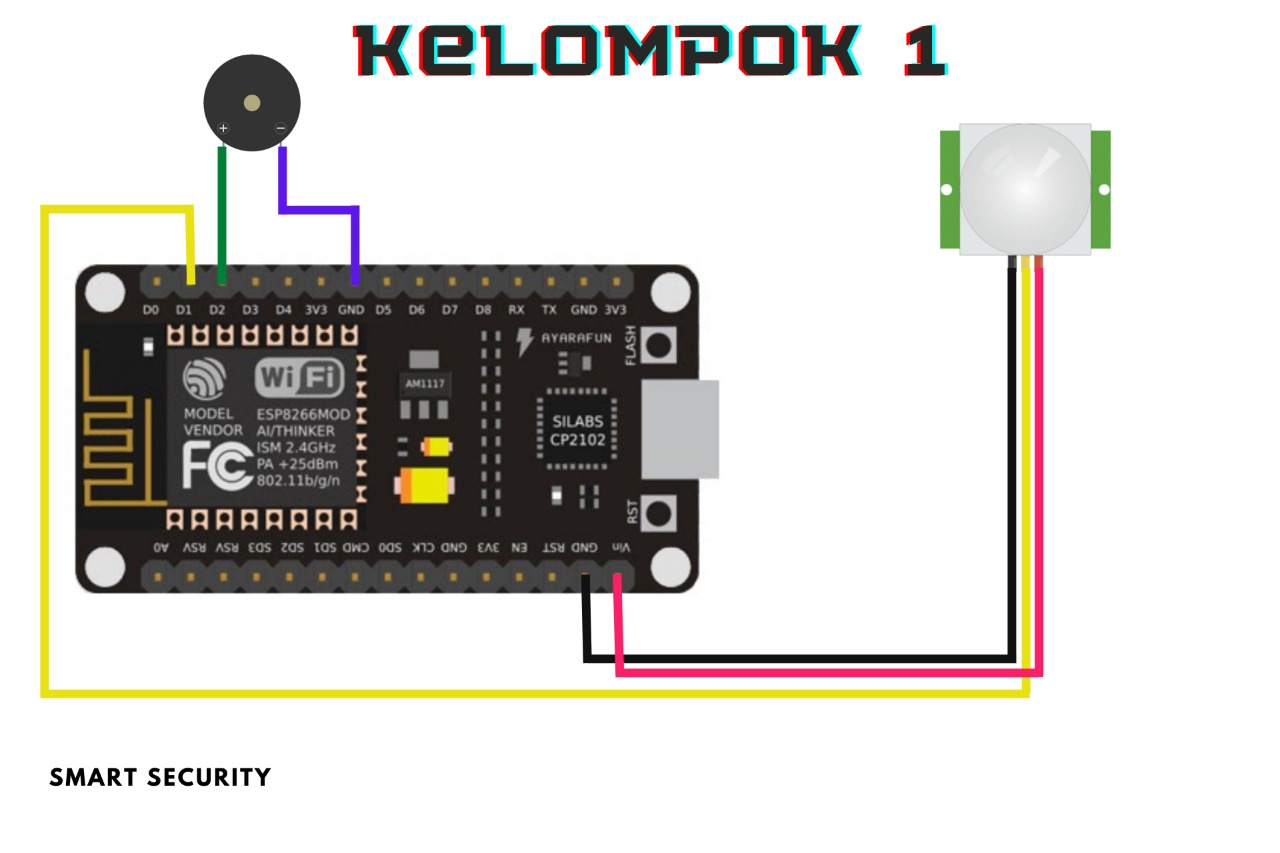 KELOMPOK 1
+ −
D0 D1 D2 D3 D4 3V3 GND D5 D6 D7 D8 RX TX GND 3V3
AYARAFUN
FLASH
WiFi
AM1117
MODEL ESP8266MOD
VENDOR AI/THINKER
ISM 2.4GHz
PA +25dBm
802.11b/g/n
FC
SILABS
CP2102
RST
A0 RSV RSV SD3 SD2 SD1 CMD SD0 CLK GND 3V3 EN RST GND Vin
SMART SECURITY